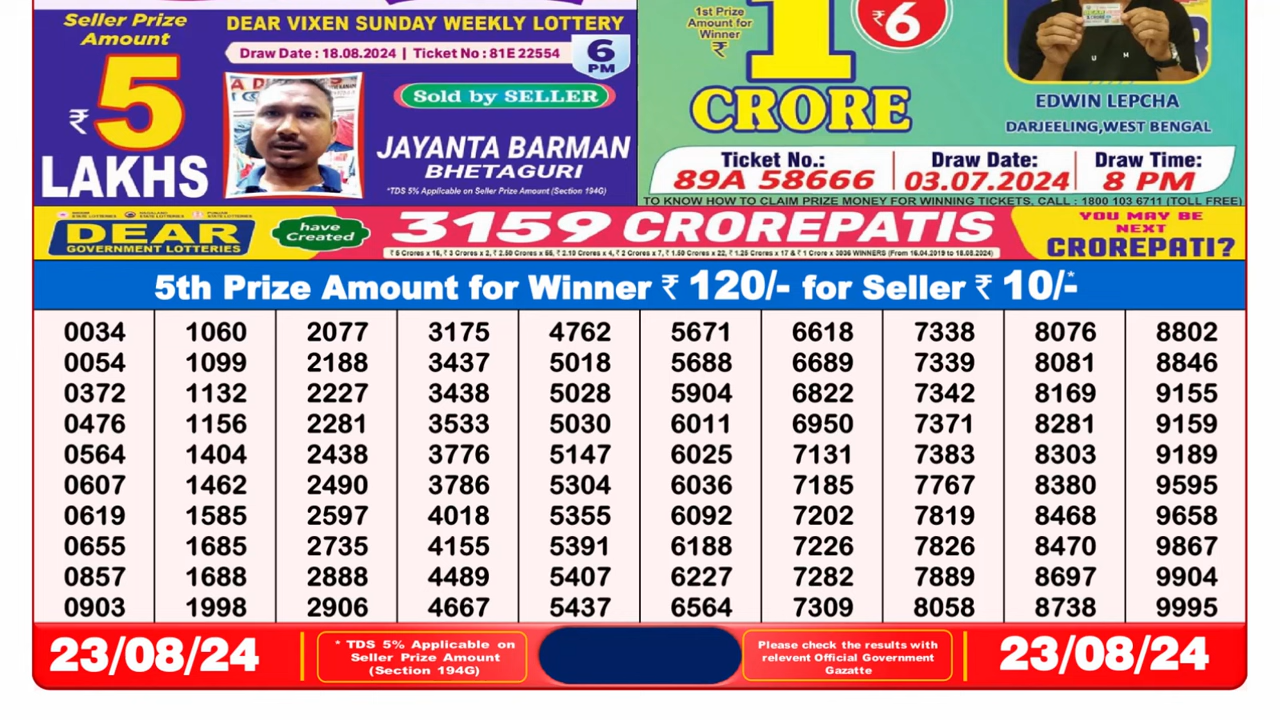 Seller Prize
Amount
₹5
LAKHS
DEAR VIXEN SUNDAY WEEKLY LOTTERY
Draw Date : 18.08.2024 | Ticket No : 81E 22554
6
PM
Sold by SELLER
JAYANTA BARMAN
BHETAGURI
*TDS 5% Applicable on Seller Prize Amount (Section 194G)
1st Prize
Amount for
Winner
₹
1
CRORE
₹6
EDWIN LEPCHA
DARJEELING,WEST BENGAL
Ticket No.:
89A 58666
Draw Date:
03.07.2024
Draw Time:
8 PM
TO KNOW HOW TO CLAIM PRIZE MONEY FOR WINNING TICKETS, CALL : 1800 103 6711 (TOLL FREE)
DEAR
GOVERNMENT LOTTERIES
have
Created
3159 CROREPATIS
YOU MAY BE
NEXT
CROREPATI?
5th Prize Amount for Winner ₹ 120/- for Seller ₹ 10/-*
0034 1060 2077 3175 4762 5671 6618 7338 8076 8802
0054 1099 2188 3437 5018 5688 6689 7339 8081 8846
0372 1132 2227 3438 5028 5904 6822 7342 8169 9155
0476 1156 2281 3533 5030 6011 6950 7371 8281 9159
0564 1404 2438 3776 5147 6025 7131 7383 8303 9189
0607 1462 2490 3786 5304 6036 7185 7767 8380 9595
0619 1585 2597 4018 5355 6092 7202 7819 8468 9658
0655 1685 2735 4155 5391 6188 7226 7826 8470 9867
0857 1688 2888 4489 5407 6227 7282 7889 8697 9904
0903 1998 2906 4667 5437 6564 7309 8058 8738 9995
23/08/24
* TDS 5% Applicable on
Seller Prize Amount
(Section 194G)
Please check the results with
relevent Official Government
Gazatte
23/08/24